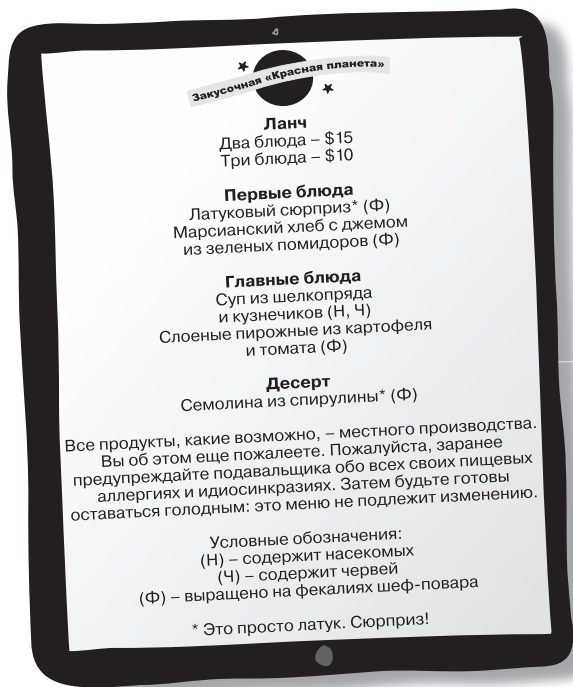 Закусочная «Красная планета»
Ланч
Два блюда – $15
Три блюда – $10
Первые блюда
Латуковый сюрприз* (Ф)
Марсианский хлеб с джемом
из зеленых помидоров (Ф)
Главные блюда
Суп из шелкопряда
и кузнечиков (Н, Ч)
Слоеные пирожные из картофеля
и томата (Ф)
Десерт
Семолина из спирулины* (Ф)
Все продукты, какие возможно, – местного производства.
Вы об этом еще пожалеете. Пожалуйста, заранее
предупреждайте подавальщика обо всех своих пищевых
аллергиях и идиосинкразиях. Затем будьте готовы
оставаться голодным: это меню не подлежит изменению.
Условные обозначения:
(Н) – содержит насекомых
(Ч) – содержит червей
(Ф) – выращено на фекалиях шеф-повара
* Это просто латук. Сюрприз!